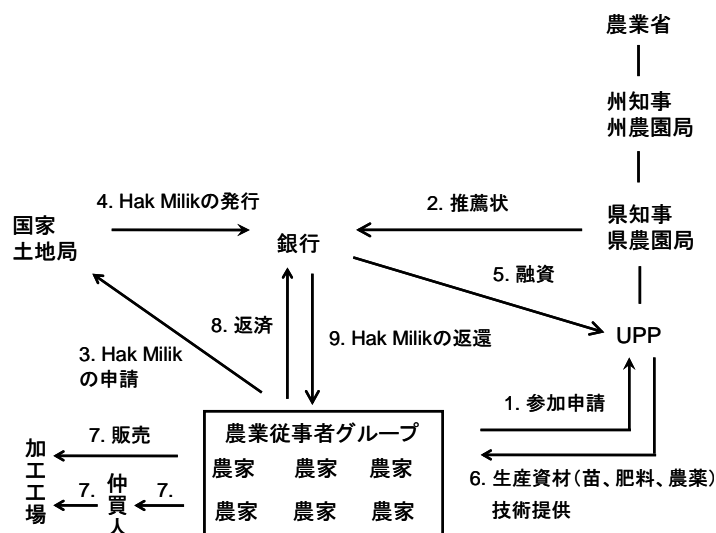 農業省
州知事
州農園局
4. Hak Milikの発行
2. 推薦状
国家
土地局
銀行
県知事
県農園局
5. 融資
8. 返済
9. Hak Milikの返還
UPP
3. Hak Milik
の申請
1. 参加申請
7. 販売
農業従事者グループ
農家 農家 農家
農家 農家 農家
加工工場
7.
仲買人
7.
6. 生産資材(苗、肥料、農薬)
技術提供